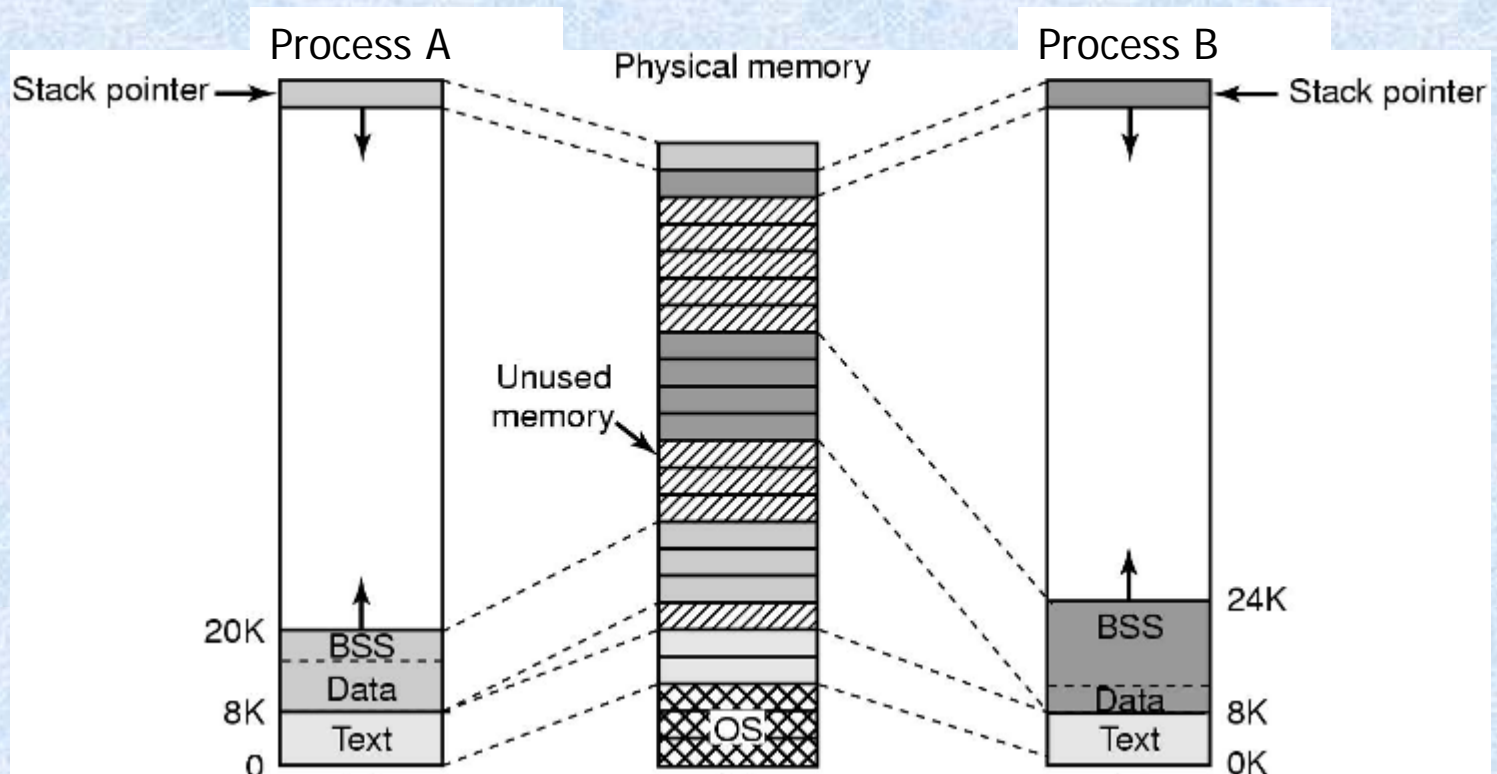 Process A
Process B
Physical memory
Stack pointer
Stack pointer
Unused
memory
20K
BSS
Data
8K
Text
0
OS
24K
BSS
Data
8K
Text
0K